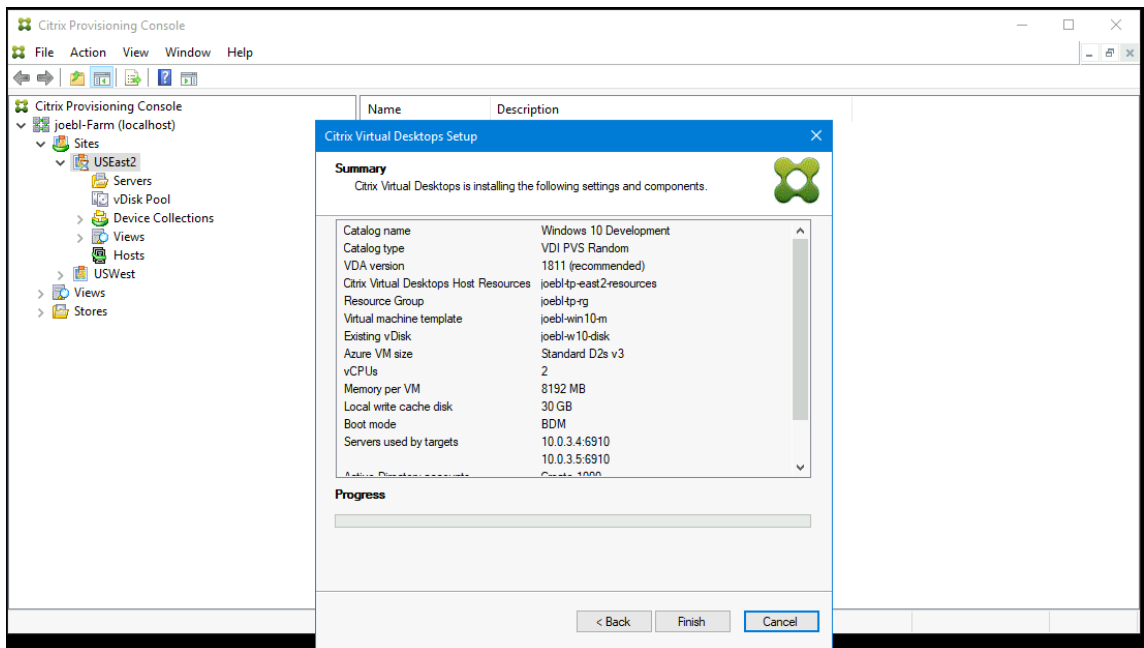 Citrix Provisioning Console
File Action View Window Help
Citrix Provisioning Console
joebl-Farm (localhost)
Sites
USEast2
Servers
vDisk Pool
Device Collections
Views
Hosts
USWest
Views
Stores
Name Description
Citrix Virtual Desktops Setup
Summary
Citrix Virtual Desktops is installing the following settings and components.
Catalog name Windows 10 Development
Catalog type VDI PVS Random
VDA version 1811 (recommended)
Citrix Virtual Desktops Host Resources joebl-tp-east2-resources
Resource Group joebl-tp-rg
Virtual machine template joebl-win10-m
Existing vDisk joebl-w10-disk
Azure VM size Standard D2s v3
vCPUs 2
Memory per VM 8192 MB
Local write cache disk 30 GB
Boot mode BDM
Servers used by targets 10.0.3.4:6910
10.0.3.5:6910
Active Directory accounts Create 1000
Progress
< Back Finish Cancel